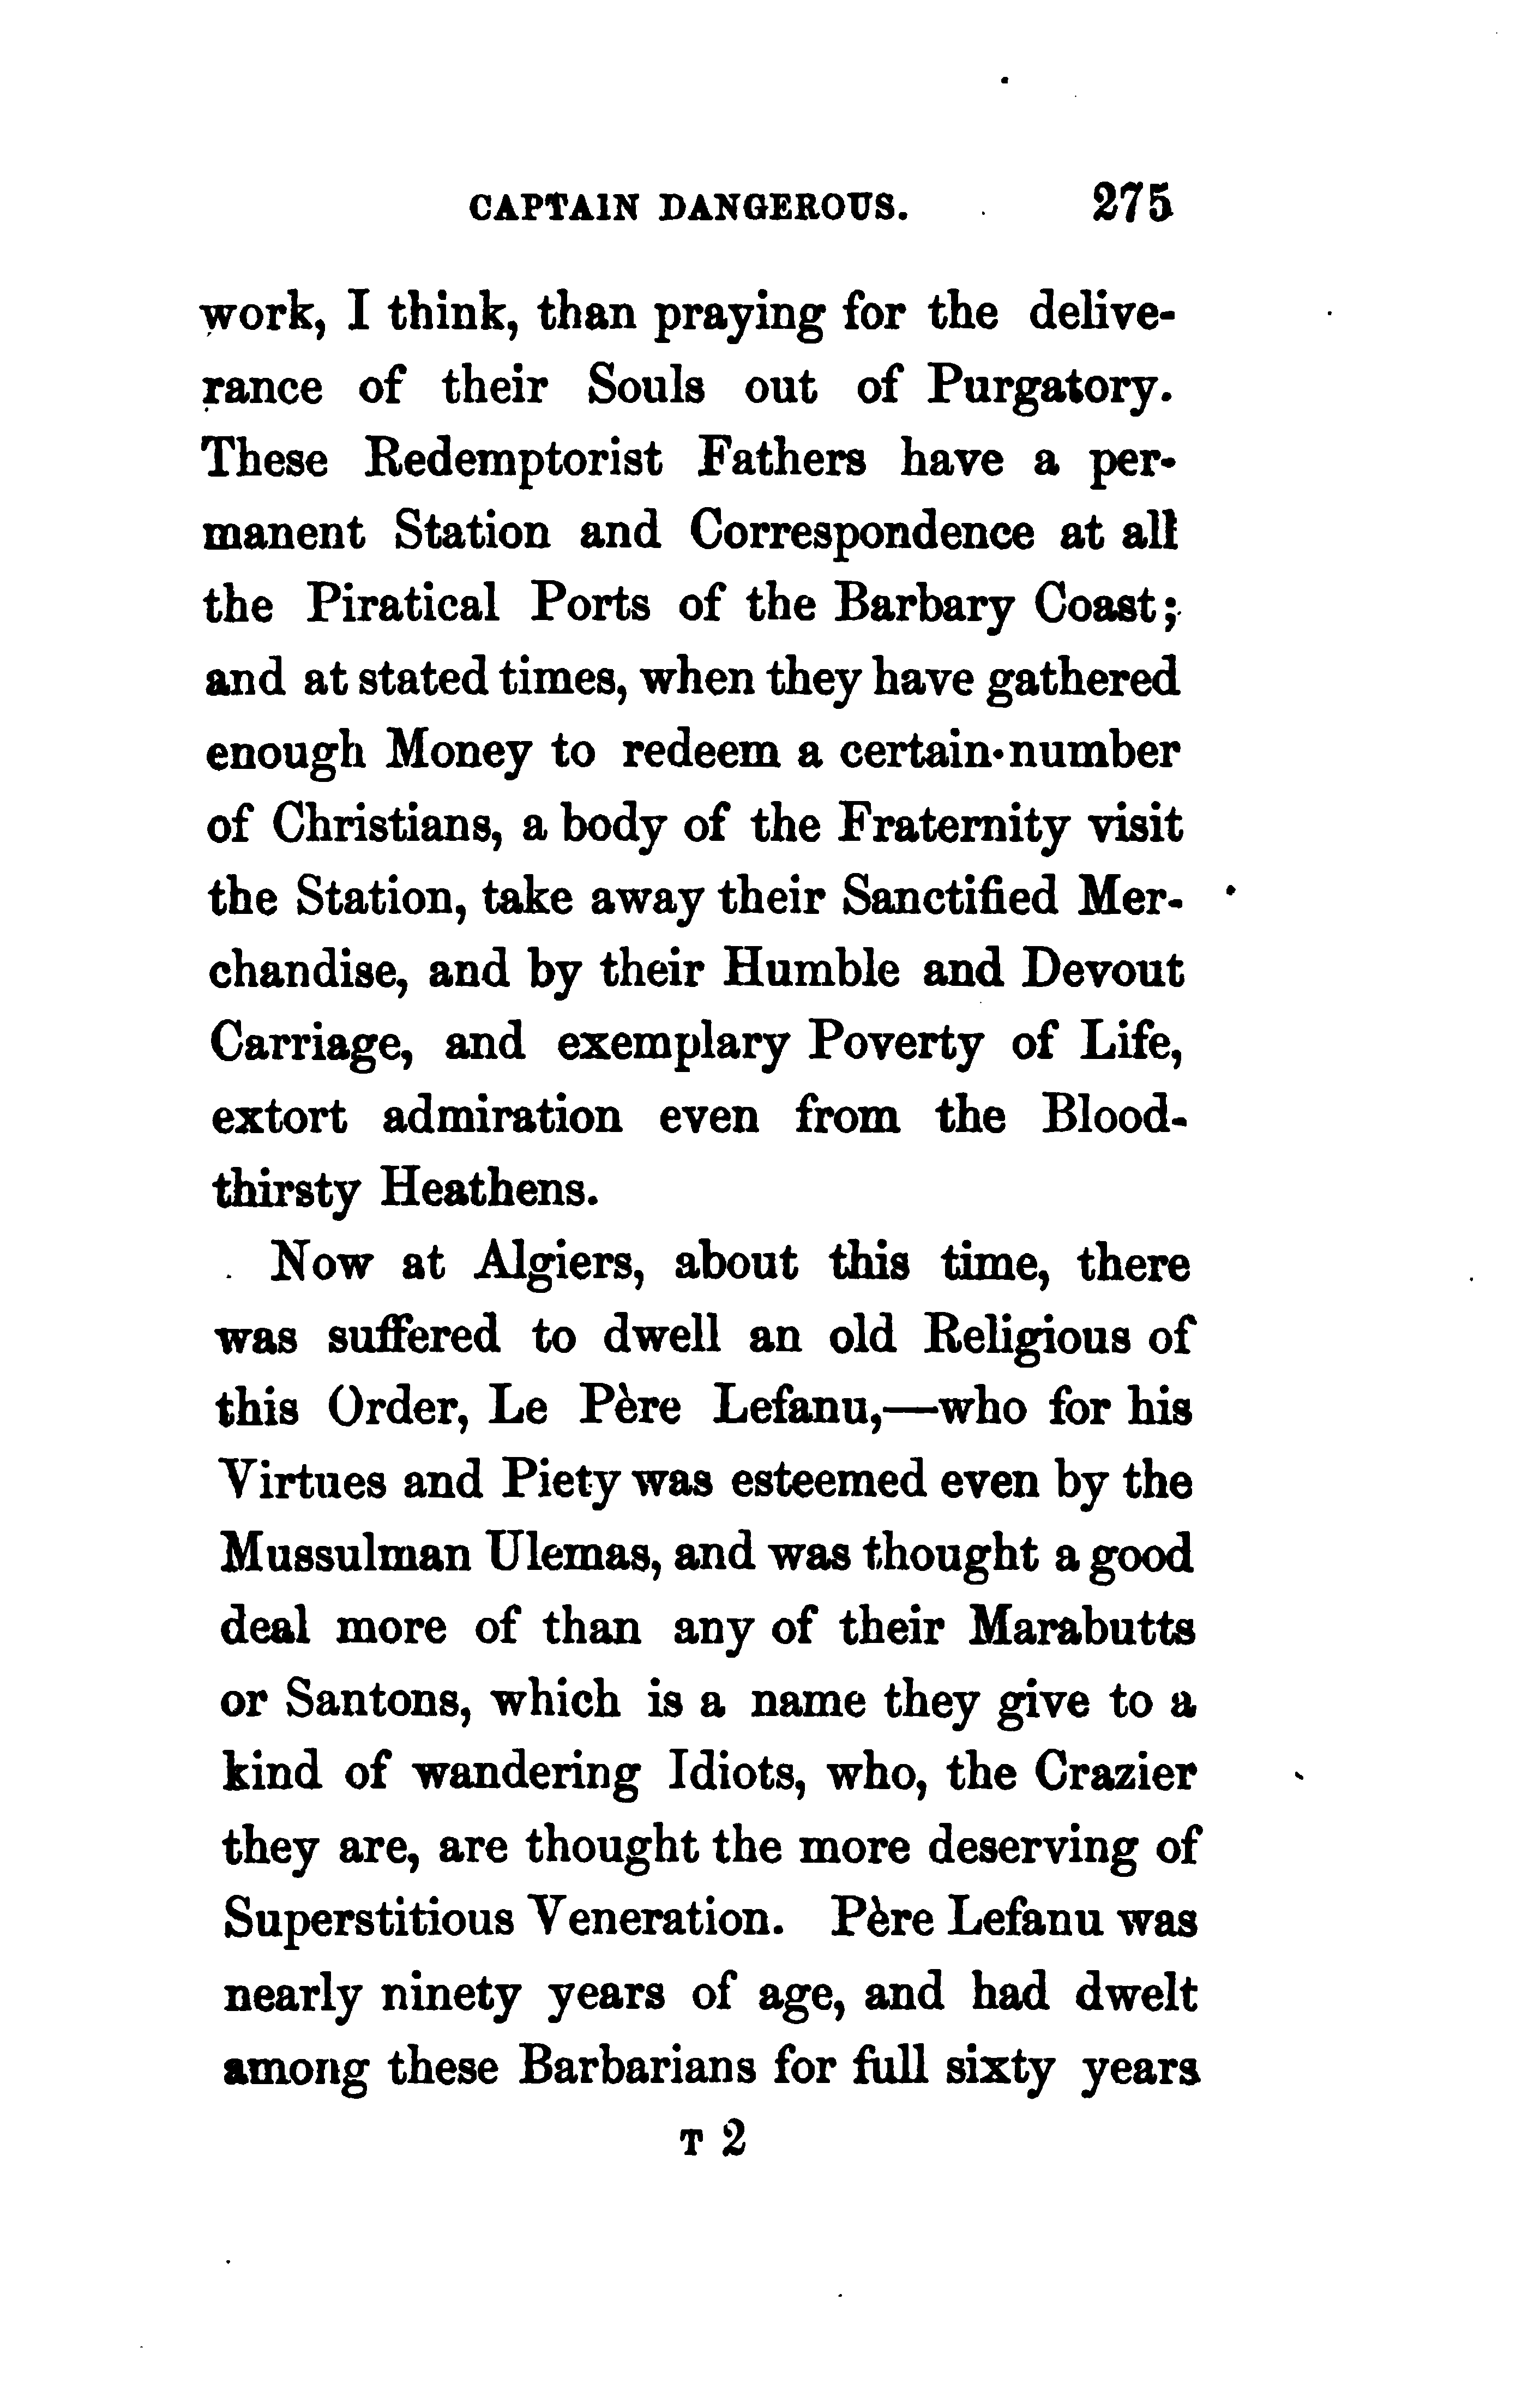 CAPTAIN DANGEROUS. 275
work, I think, than praying for the delive-
rance of their Souls out of Purgatory.
These Redemptorist Fathers have a per-
manent Station and Correspondence at all
the Piratical Ports of the Barbary Coast;
and at stated times, when they have gathered
enough Money to redeem a certain number
of Christians, a body of the Fraternity visit
the Station, take away their Sanctified Mer-
chandise, and by their Humble and Devout
Carriage, and exemplary Poverty of Life,
extort admiration even from the Blood-
thirsty Heathens.
Now at Algiers, about this time, there
was suffered to dwell an old Religious of
this Order, Le Père Lefanu,—who for his
Virtues and Piety was esteemed even by the
Mussulman Ulemas, and was thought a good
deal more of than any of their Marabutts
or Santons, which is a name they give to a
kind of wandering Idiots, who, the Crazier
they are, are thought the more deserving of
Superstitious Veneration. Père Lefanu was
nearly ninety years of age, and had dwelt
among these Barbarians for full sixty years
T 2